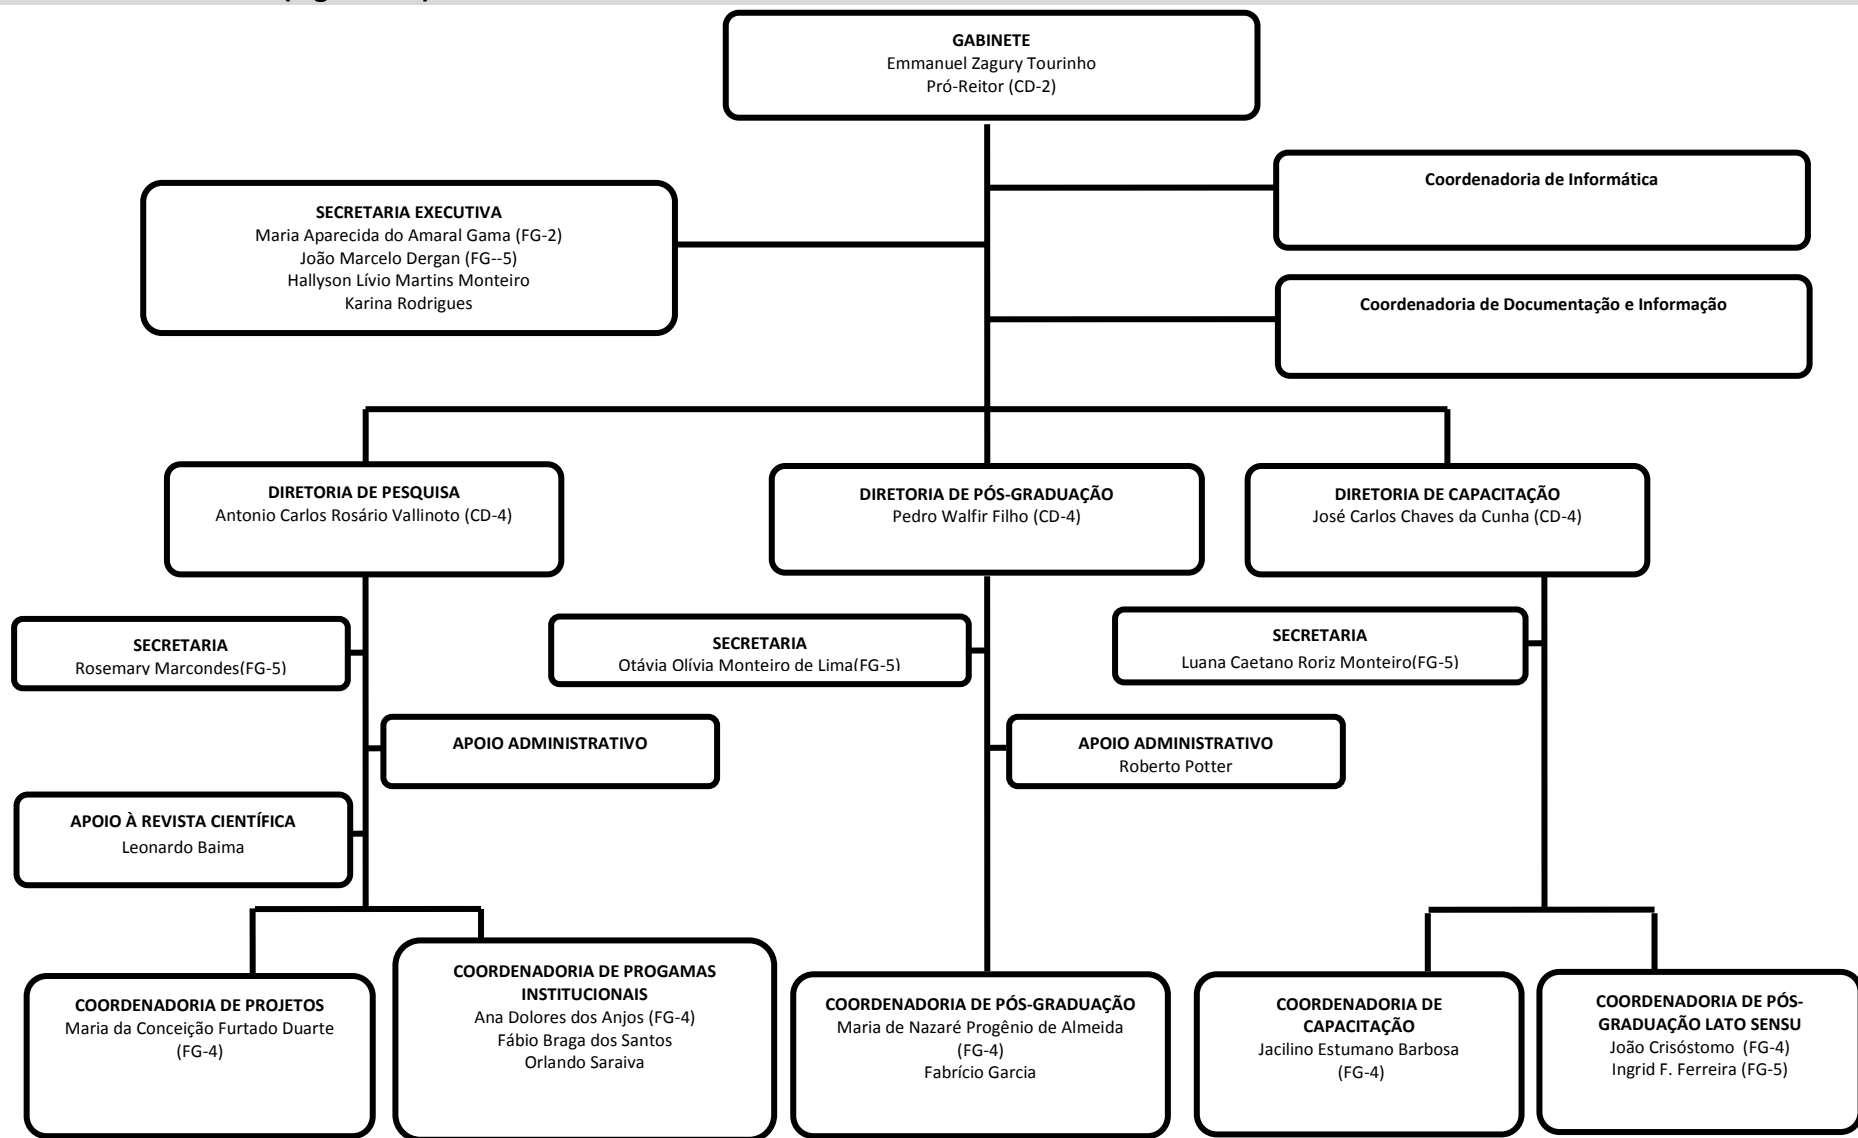 GABINETE
Emmanuel Zagury Tourinho
Pró-Reitor (CD-2)
Coordenadoria de Informática
SECRETARIA EXECUTIVA
Maria Aparecida do Amaral Gama (FG-2)
João Marcelo Dergan (FG--5)
Hallyson Lívio Martins Monteiro
Karina Rodrigues
Coordenadoria de Documentação e Informação
DIRETORIA DE PESQUISA
Antonio Carlos Rosário Vallinoto (CD-4)
DIRETORIA DE PÓS-GRADUAÇÃO
Pedro Walfir Filho (CD-4)
DIRETORIA DE CAPACITAÇÃO
José Carlos Chaves da Cunha (CD-4)
SECRETARIA
Rosemary Marcondes(FG-5)
SECRETARIA
Otávia Olívia Monteiro de Lima(FG-5)
SECRETARIA
Luana Caetano Roriz Monteiro(FG-5)
APOIO ADMINISTRATIVO
APOIO ADMINISTRATIVO
Roberto Potter
APOIO À REVISTA CIENTÍFICA
Leonardo Baima
COORDENADORIA DE PROJETOS
Maria da Conceição Furtado Duarte
(FG-4)
COORDENADORIA DE PROGAMAS
INSTITUCIONAIS
Ana Dolores dos Anjos (FG-4)
Fábio Braga dos Santos
Orlando Saraiva
COORDENADORIA DE PÓS-GRADUAÇÃO
Maria de Nazaré Progênio de Almeida
(FG-4)
Fabrício Garcia
COORDENADORIA DE
CAPACITAÇÃO
Jacilino Estumano Barbosa
(FG-4)
COORDENADORIA DE PÓS-
GRADUAÇÃO LATO SENSU
João Crisóstomo  (FG-4)
Ingrid F. Ferreira (FG-5)